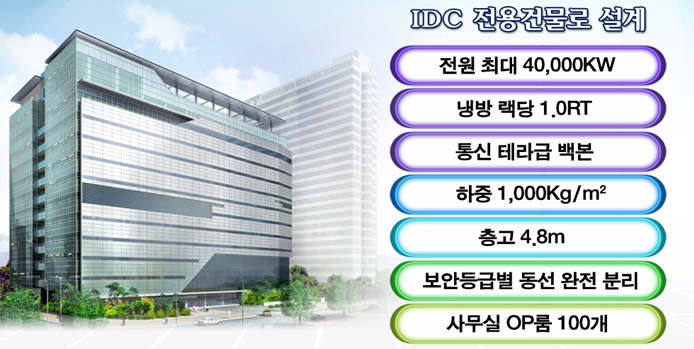 IDC 전용건물로 설계
전원 최대 40,000KW
냉방 랙당 1.0RT
통신 테라급 백본
하중 1,000Kg/m²
층고 4.8m
보안등급별 동선 완전 분리
사무실 OP룸 100개